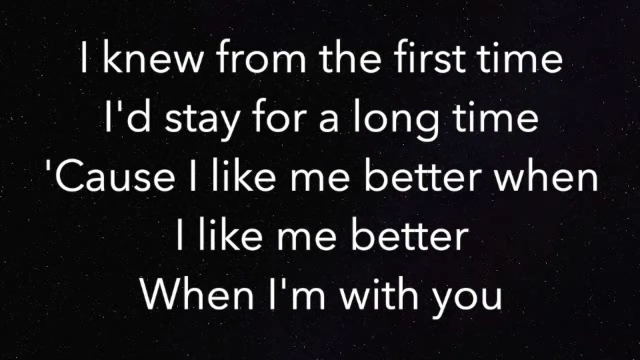 I knew from the first time
I'd stay for a long time
'Cause I like me better when
I like me better
When I'm with you